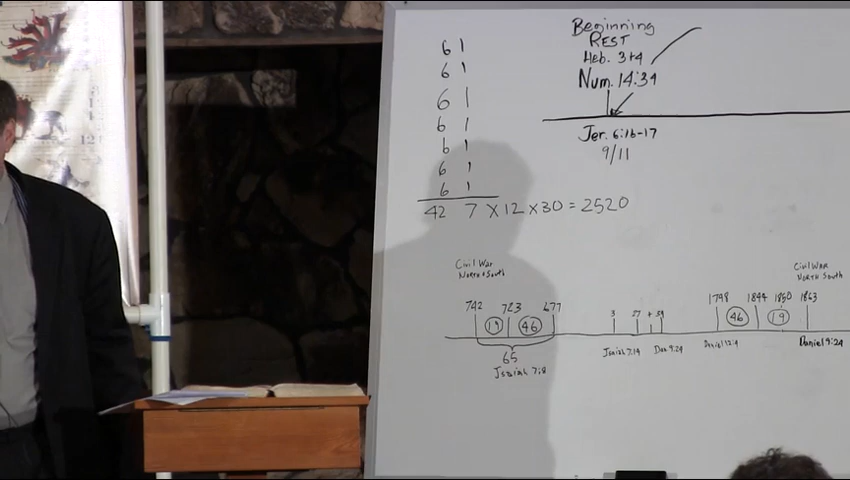 6 1
6 1
6 1
6 1
6 1
6 1
6 1
42 7 × 12 × 30 = 2520
Beginning
REST
Heb. 3+4
Num. 14:34
Jer. 6:16-17
9/11
Civil War
North + South
742 723 677
19 46
65
Isaiah 7:8
3 27 + 34
Isaiah 7:14 Dan. 9:24
Civil War
North South
1798 1844 1850 1863
46 19
Daniel 12:4 Daniel 9:24